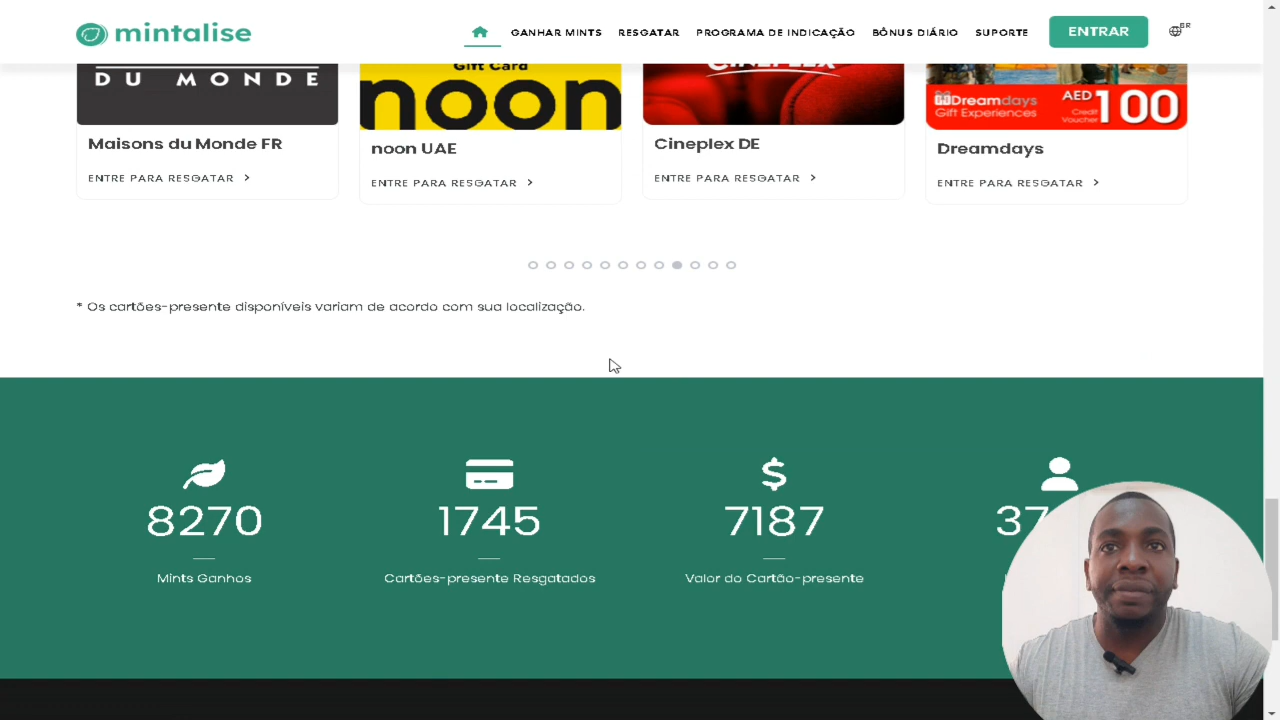 mintalise
GANHAR MINTS RESGATAR PROGRAMA DE INDICAÇÃO BÔNUS DIÁRIO SUPORTE ENTRAR BR
DU MONDE
Gift Card
noon
CINEPLEX
Dreamdays
Gift Experiences
AED 100
Credit
Voucher
Maisons du Monde FR
noon UAE
Cineplex DE
Dreamdays
ENTRE PARA RESGATAR >
ENTRE PARA RESGATAR >
ENTRE PARA RESGATAR >
ENTRE PARA RESGATAR >
* Os cartões-presente disponíveis variam de acordo com sua localização.
8270 1745 7187 37
Mints Ganhos Cartões-presente Resgatados Valor do Cartão-presente